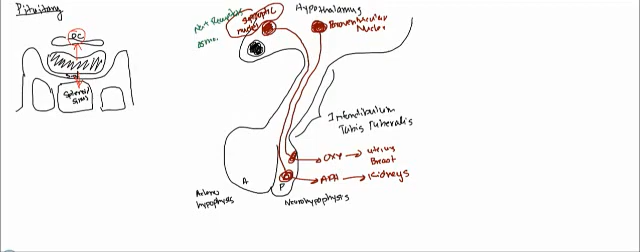 Pituitary
OC
Sphenoid
Sinus
Supraoptic
nuclei
Hypothalamus
Paraventricular
Nuclei
Infundibulum
Tubis Tuberalis
OXY → uterus
Breast
ADH → Kidneys
A
P
hypophysis
Neurohypophysis